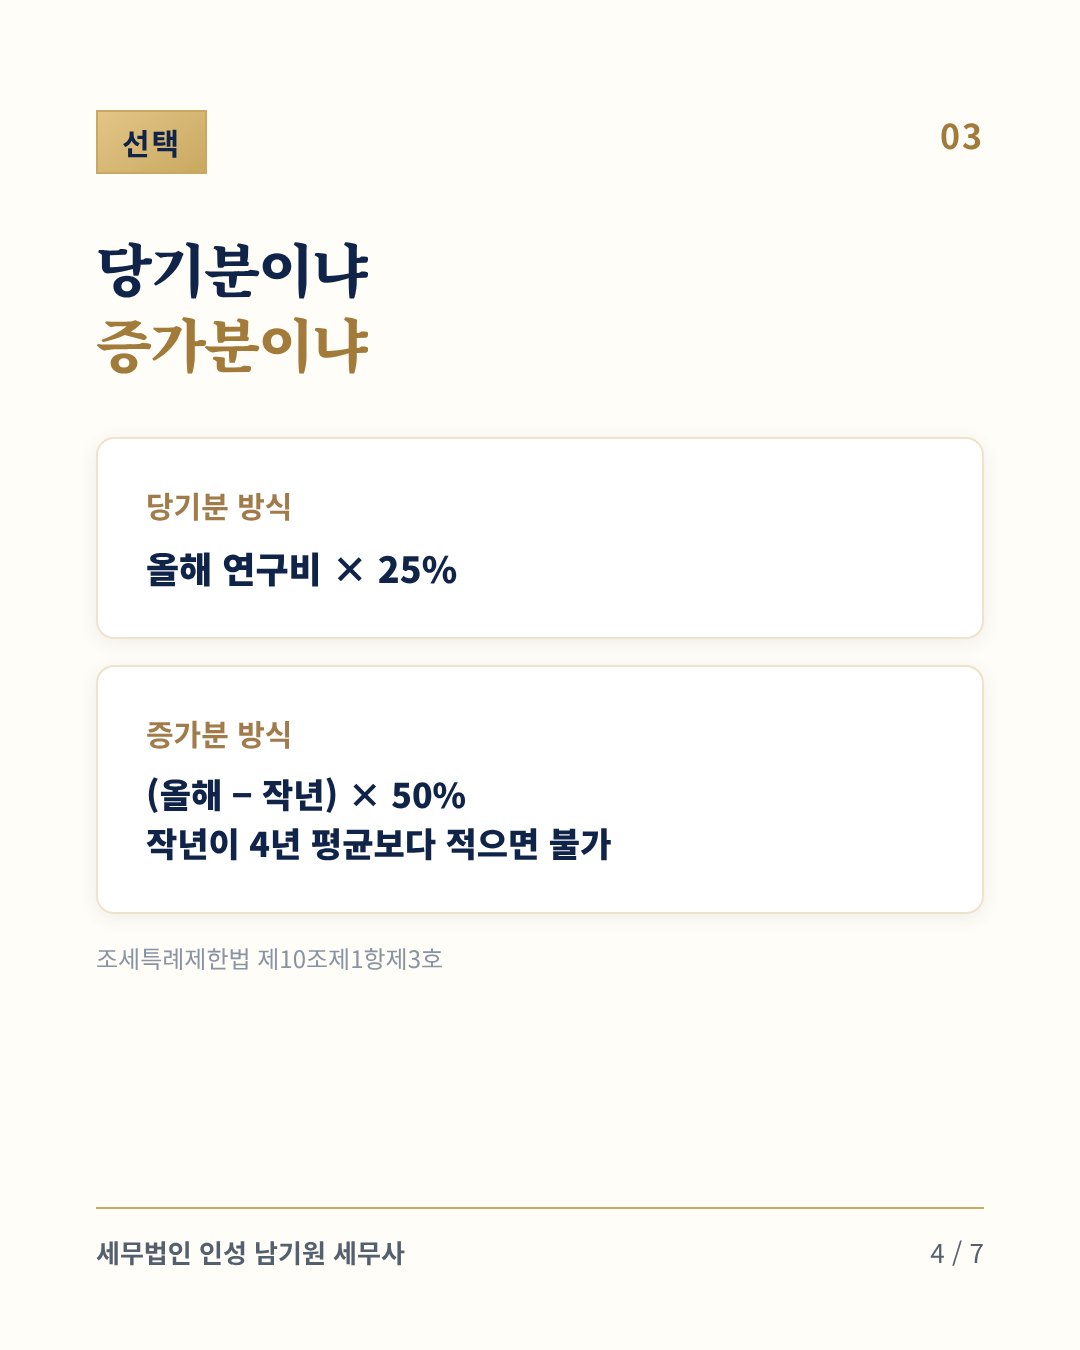 선택
03
당기분이냐
증가분이냐
당기분 방식
올해 연구비 × 25%
증가분 방식
(올해 – 작년) × 50%
작년이 4년 평균보다 적으면 불가
조세특례제한법 제10조제1항제3호
세무법인 인성 남기원 세무사
4 / 7